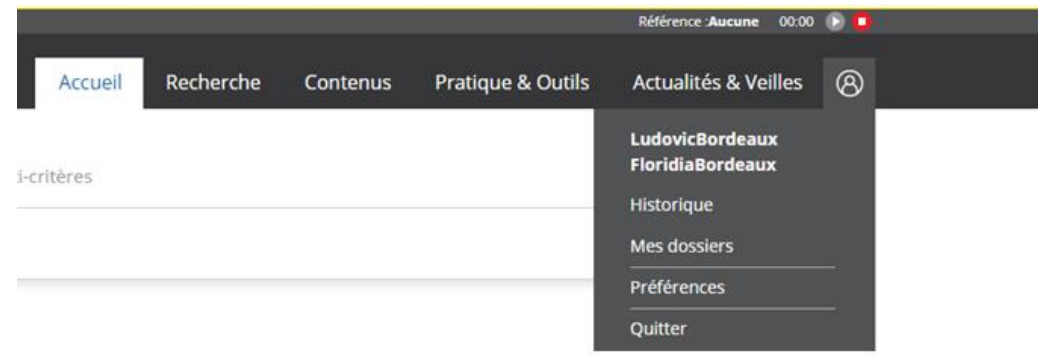 Référence :Aucune 00:00
Accueil Recherche Contenus Pratique & Outils Actualités & Veilles
LudovicBordeaux
FloridiaBordeaux
i-critères
Historique
Mes dossiers
Préférences
Quitter